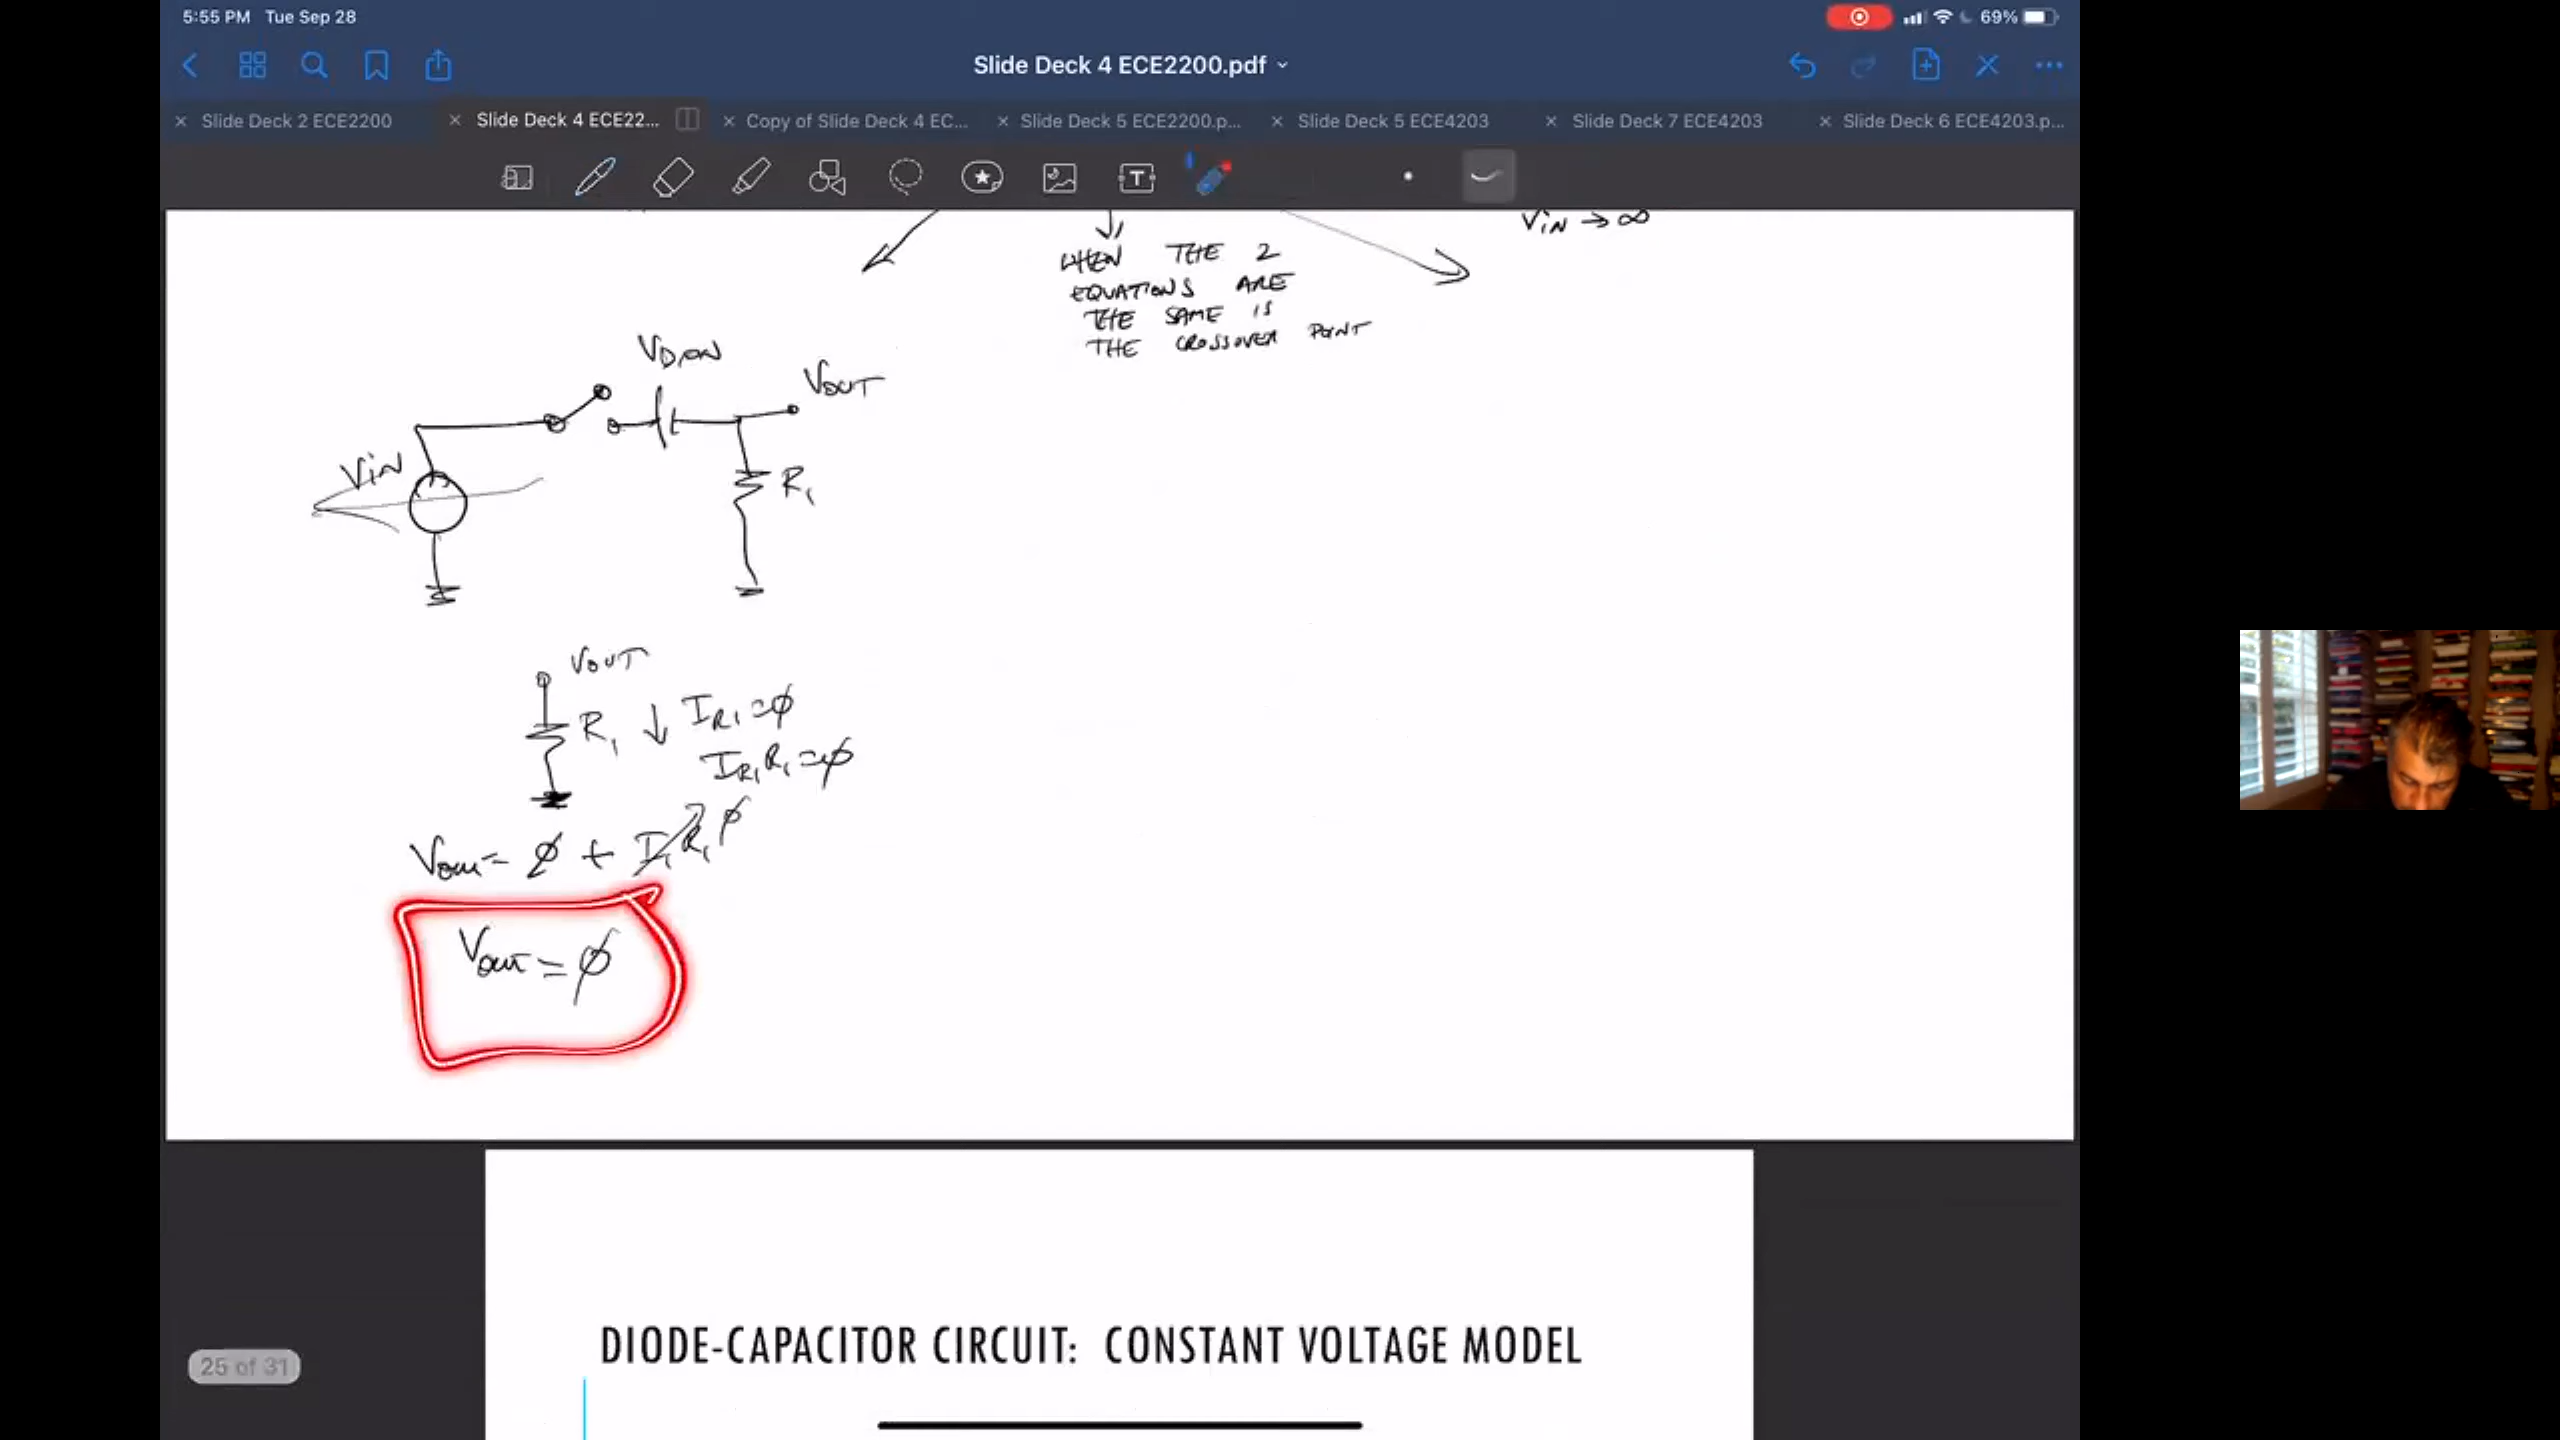 5:55 PM Tue Sep 28
69%
Slide Deck 4 ECE2200.pdf
Slide Deck 2 ECE2200
Slide Deck 4 ECE22...
Copy of Slide Deck 4 EC...
Slide Deck 5 ECE2200.p...
Slide Deck 5 ECE4203
Slide Deck 7 ECE4203
Slide Deck 6 ECE4203.p...
T
VIN → ∞
WHEN THE 2
EQUATIONS ARE
THE SAME IS
THE CROSSOVER POINT
VD,ON
VOUT
VIN
R1
VOUT
R1 ↓ IR1 = ϕ
IR1R1 = ϕ
Vout = ϕ + I1R1 ϕ
Vout = ϕ
25 of 31
DIODE-CAPACITOR CIRCUIT: CONSTANT VOLTAGE MODEL